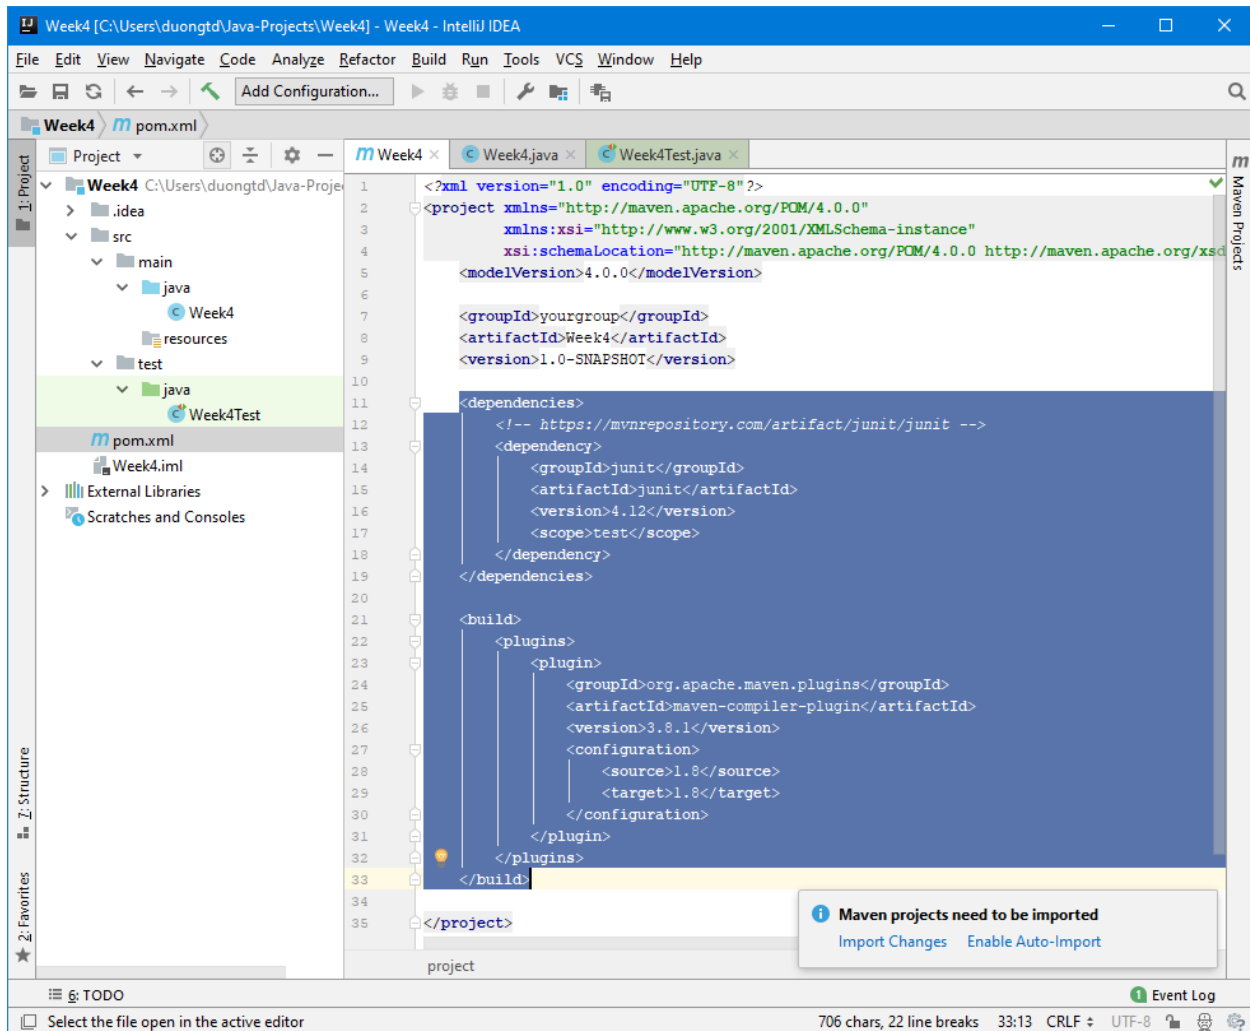 Week4 [C:\Users\duongtd\Java-Projects\Week4] - Week4 - IntelliJ IDEA
File Edit View Navigate Code Analyze Refactor Build Run Tools VCS Window Help
Add Configuration...
Week4 m pom.xml
Project
m Week4
C Week4.java
C Week4Test.java
1: Project
7: Structure
2: Favorites
m Maven Projects
Week4 C:\Users\duongtd\Java-Proje
.idea
src
main
java
C Week4
resources
test
java
C Week4Test
m pom.xml
Week4.iml
External Libraries
Scratches and Consoles
1 <?xml version="1.0" encoding="UTF-8"?>
2 <project xmlns="http://maven.apache.org/POM/4.0.0"
3 xmlns:xsi="http://www.w3.org/2001/XMLSchema-instance"
4 xsi:schemaLocation="http://maven.apache.org/POM/4.0.0 http://maven.apache.org/xsd
5 <modelVersion>4.0.0</modelVersion>
6
7 <groupId>yourgroup</groupId>
8 <artifactId>Week4</artifactId>
9 <version>1.0-SNAPSHOT</version>
10
11 <dependencies>
12 <!-- https://mvnrepository.com/artifact/junit/junit -->
13 <dependency>
14 <groupId>junit</groupId>
15 <artifactId>junit</artifactId>
16 <version>4.12</version>
17 <scope>test</scope>
18 </dependency>
19 </dependencies>
20
21 <build>
22 <plugins>
23 <plugin>
24 <groupId>org.apache.maven.plugins</groupId>
25 <artifactId>maven-compiler-plugin</artifactId>
26 <version>3.8.1</version>
27 <configuration>
28 <source>1.8</source>
29 <target>1.8</target>
30 </configuration>
31 </plugin>
32 </plugins>
33 </build>
34
35 </project>
Maven projects need to be imported
Import Changes Enable Auto-Import
project
6: TODO
1 Event Log
Select the file open in the active editor
706 chars, 22 line breaks 33:13 CRLF UTF-8